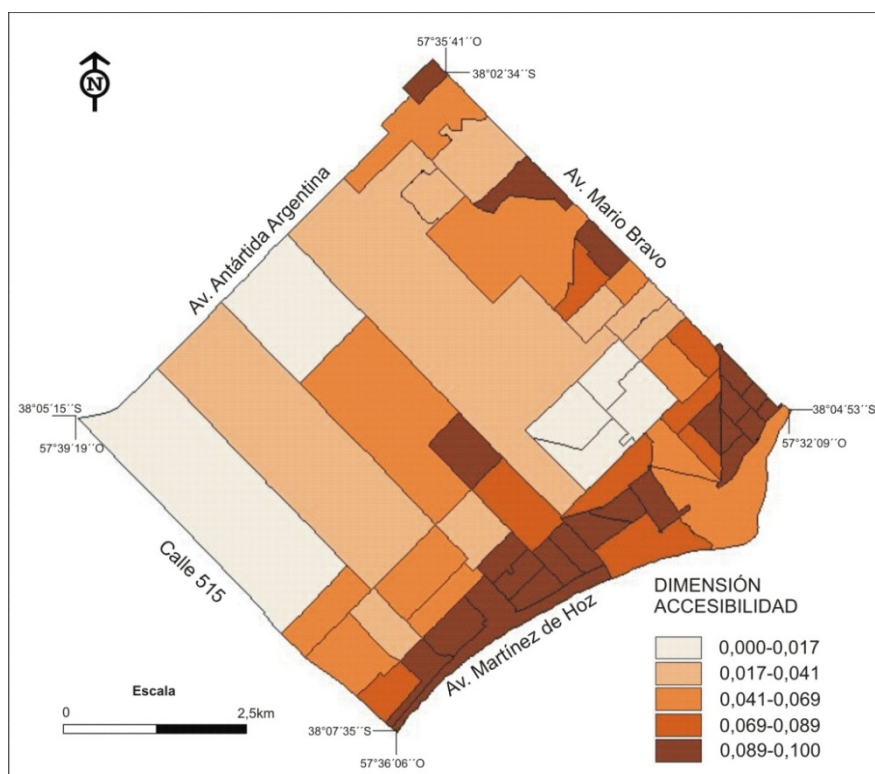 57°35´41´´O
38°02´34´´S
N
Av. Antártida Argentina
Av. Mario Bravo
38°05´15´´S
57°39´19´´O
38°04´53´´S
57°32´09´´O
Calle 515
Av. Martínez de Hoz
DIMENSIÓN
ACCESIBILIDAD
0,000-0,017
0,017-0,041
0,041-0,069
0,069-0,089
0,089-0,100
Escala
0 2,5km
38°07´35´´S
57°36´06´´O